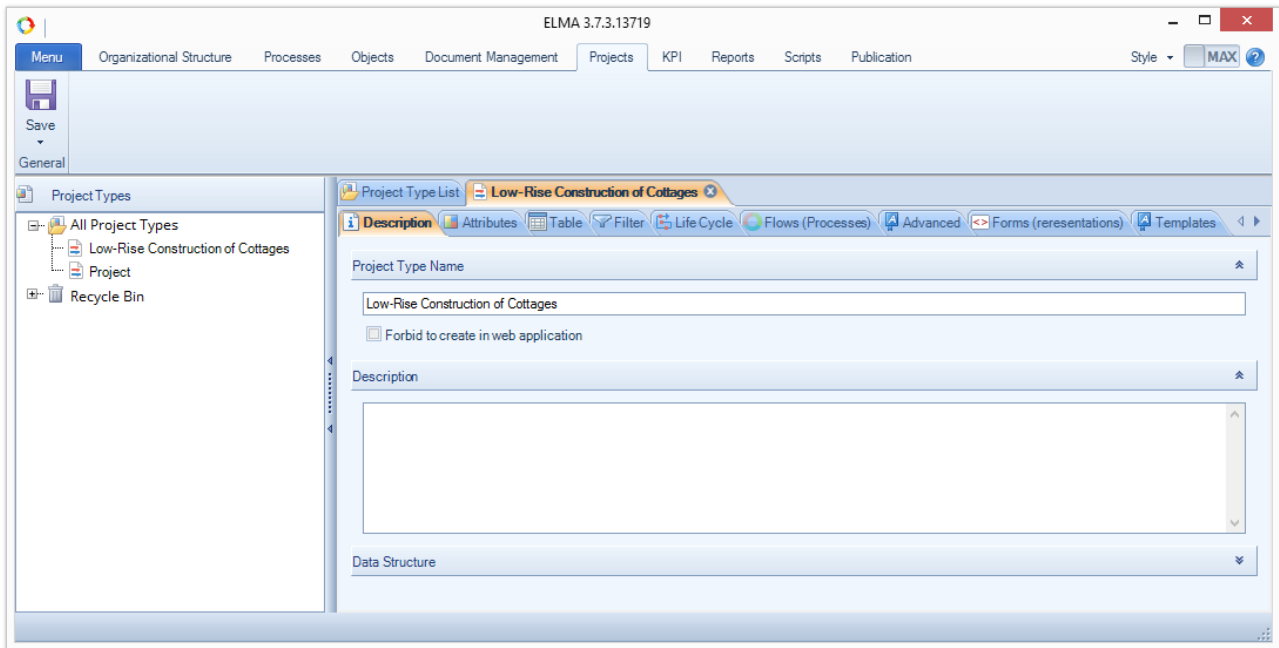 ELMA 3.7.3.13719
Menu Organizational Structure Processes Objects Document Management Projects KPI Reports Scripts Publication Style MAX
Save
General
Project Types
All Project Types
Low-Rise Construction of Cottages
Project
Recycle Bin
Project Type List Low-Rise Construction of Cottages
Description Attributes Table Filter Life Cycle Flows (Processes) Advanced Forms (reresentations) Templates
Project Type Name
Low-Rise Construction of Cottages
Forbid to create in web application
Description
Data Structure